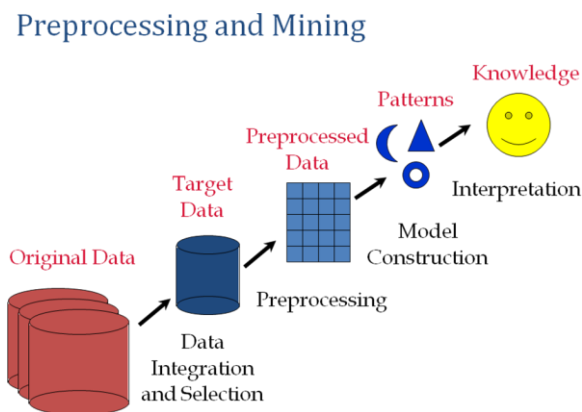 Preprocessing and Mining
Knowledge
Patterns
Preprocessed
Data
Interpretation
Target
Data
Model
Construction
Original Data
Preprocessing
Data
Integration
and Selection